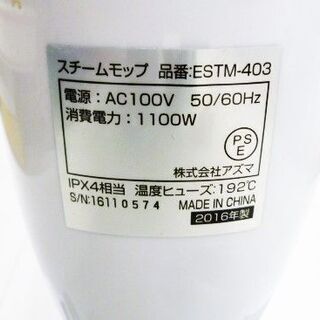 スチームモップ 品番:ESTM-403
電源:AC100V 50/60Hz
消費電力:1100W
PS
E
株式会社アズマ
IPX4相当 温度ヒューズ:192℃
S/N:16110574 MADE IN CHINA
2016年製